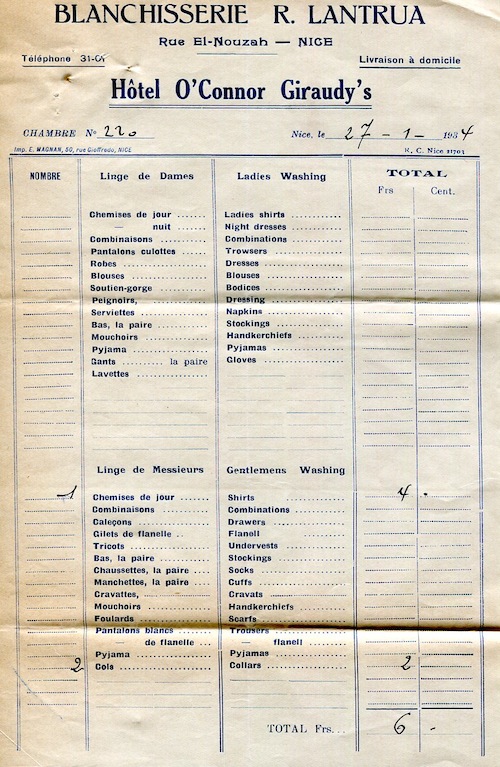 BLANCHISSERIE R. LANTRUA
Rue El-Nouzah — NICE
Téléphone 31-01 Livraison à domicile
Hôtel O'Connor Giraudy's
CHAMBRE No 220 Nice, le 27 - 1 - 1934
Imp. E. MAGNAN, 50, rue Gioffredo, NICE R. C. Nice 21703
NOMBRE Linge de Dames Ladies Washing TOTAL
Frs Cent.
Chemises de jour ....... Ladies shirts
— nuit ....... Night dresses
Combinaisons Combinations
Pantalons culottes Trowsers
Robes Dresses
Blouses Blouses
Soutien-gorge Bodices
Peignoirs, Dressing
Serviettes Napkins
Bas, la paire Stockings
Mouchoirs Handkerchiefs
Pyjama Pyjamas
Gants .......... la paire Gloves
Lavettes
Linge de Messieurs Gentlemens Washing
1 Chemises de jour Shirts 4 -
Combinaisons Combinations
Caleçons Drawers
Gilets de flanelle Flanell
Tricots Undervests
Bas, la paire Stockings
Chaussettes, la paire Socks
Manchettes, la paire Cuffs
Cravattes, Cravats
Mouchoirs Handkerchiefs
Foulards Scarfs
Pantalons blancs Trousers
— de flanelle — flanell
Pyjama Pyjamas
2 Cols Collars 2
TOTAL Frs... 6 -